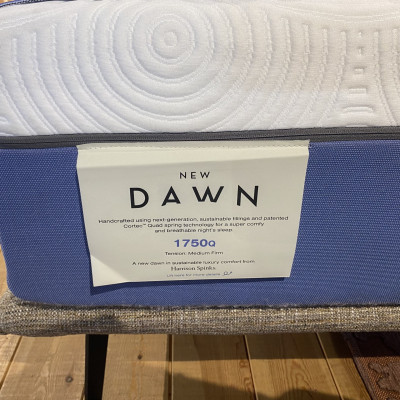 NEW
DAWN
Handcrafted using next-generation, sustainable fillings and patented
Cortec™ Quad spring technology for a super comfy
and breathable night's sleep.
1750Q
Tension: Medium Firm
A new dawn in sustainable luxury comfort from
Harrison Spinks